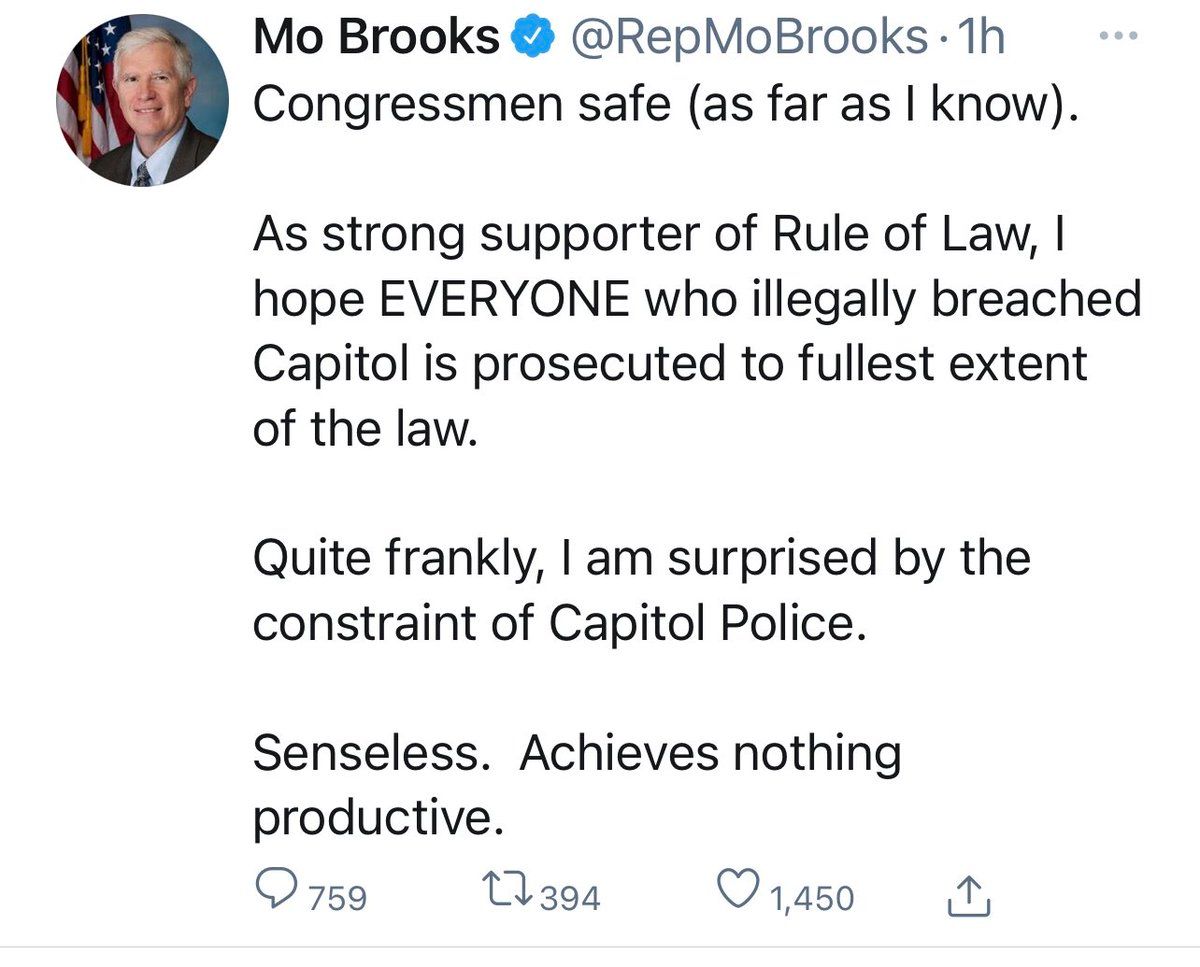 Mo Brooks @RepMoBrooks · 1h
Congressmen safe (as far as I know).
As strong supporter of Rule of Law, I
hope EVERYONE who illegally breached
Capitol is prosecuted to fullest extent
of the law.
Quite frankly, I am surprised by the
constraint of Capitol Police.
Senseless.  Achieves nothing
productive.
759 394 1,450